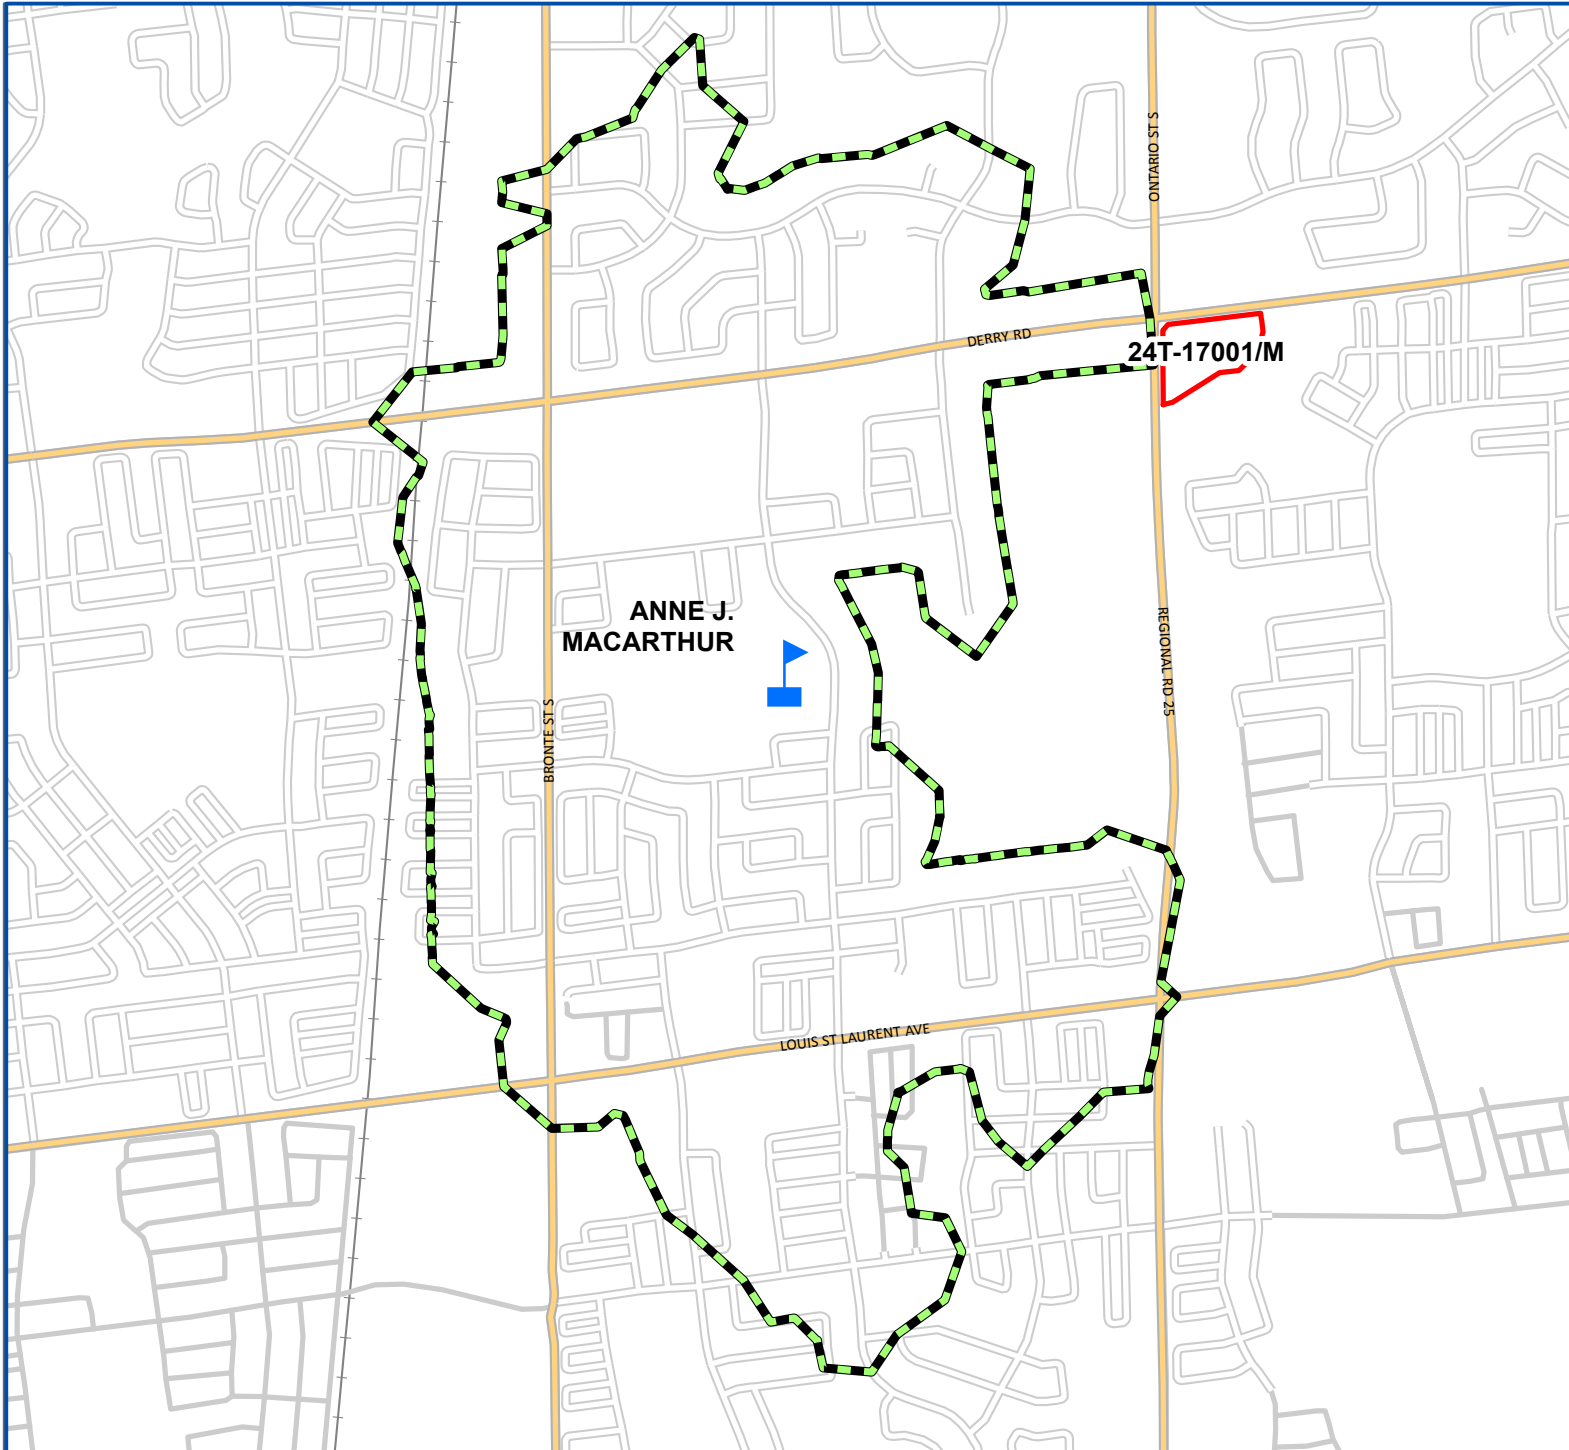 ONTARIO ST S
DERRY RD
24T-17001/M
ANNE J.
MACARTHUR
REGIONAL RD 25
BRONTE ST S
LOUIS ST LAURENT AVE